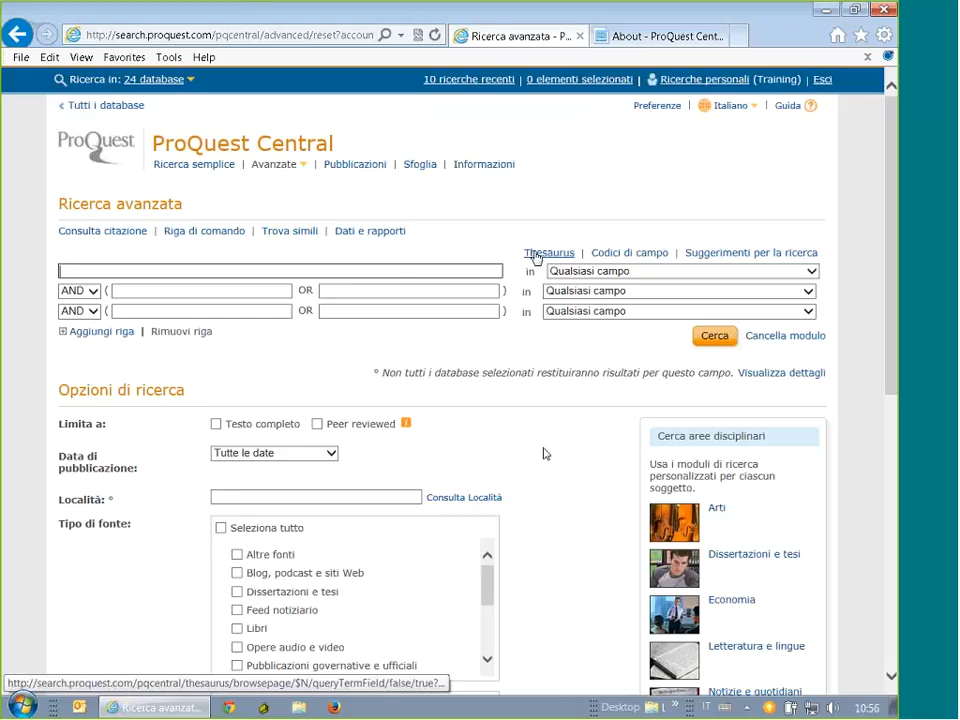 http://search.proquest.com/pqcentral/advanced/reset?accoun
Ricerca avanzata - P...
About - ProQuest Cent...
File Edit View Favorites Tools Help
Ricerca in: 24 database
10 ricerche recenti | 0 elementi selezionati | Ricerche personali (Training) | Esci
Tutti i database
Preferenze | Italiano | Guida
ProQuest
ProQuest Central
Ricerca semplice | Avanzate | Pubblicazioni | Sfoglia | Informazioni
Ricerca avanzata
Consulta citazione | Riga di comando | Trova simili | Dati e rapporti
Thesaurus | Codici di campo | Suggerimenti per la ricerca
in Qualsiasi campo
AND ( OR ) in Qualsiasi campo
AND ( OR ) in Qualsiasi campo
Aggiungi riga | Rimuovi riga
Cerca Cancella modulo
° Non tutti i database selezionati restituiranno risultati per questo campo. Visualizza dettagli
Opzioni di ricerca
Limita a: Testo completo Peer reviewed
Data di pubblicazione: Tutte le date
Località: ° Consulta Località
Tipo di fonte: Seleziona tutto
Altre fonti
Blog, podcast e siti Web
Dissertazioni e tesi
Feed notiziario
Libri
Opere audio e video
Pubblicazioni governative e ufficiali
Cerca aree disciplinari
Usa i moduli di ricerca
personalizzati per ciascun
soggetto.
Arti
Dissertazioni e tesi
Economia
Letteratura e lingue
Notizie e quotidiani
http://search.proquest.com/pqcentral/thesaurus/browsepage/$N/queryTermField/false/true?...
Ricerca avanzat...
Desktop
IT
10:56